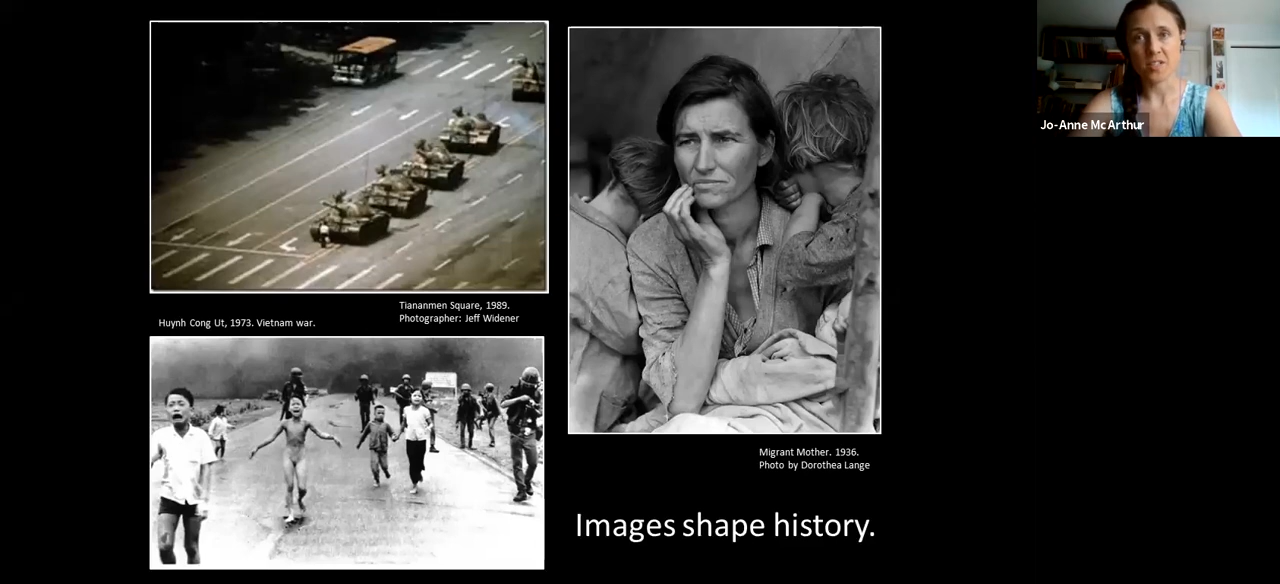 Jo-Anne McArthur
Tiananmen Square, 1989.
Photographer: Jeff Widener
Huynh Cong Ut, 1973. Vietnam war.
Migrant Mother. 1936.
Photo by Dorothea Lange
Images shape history.